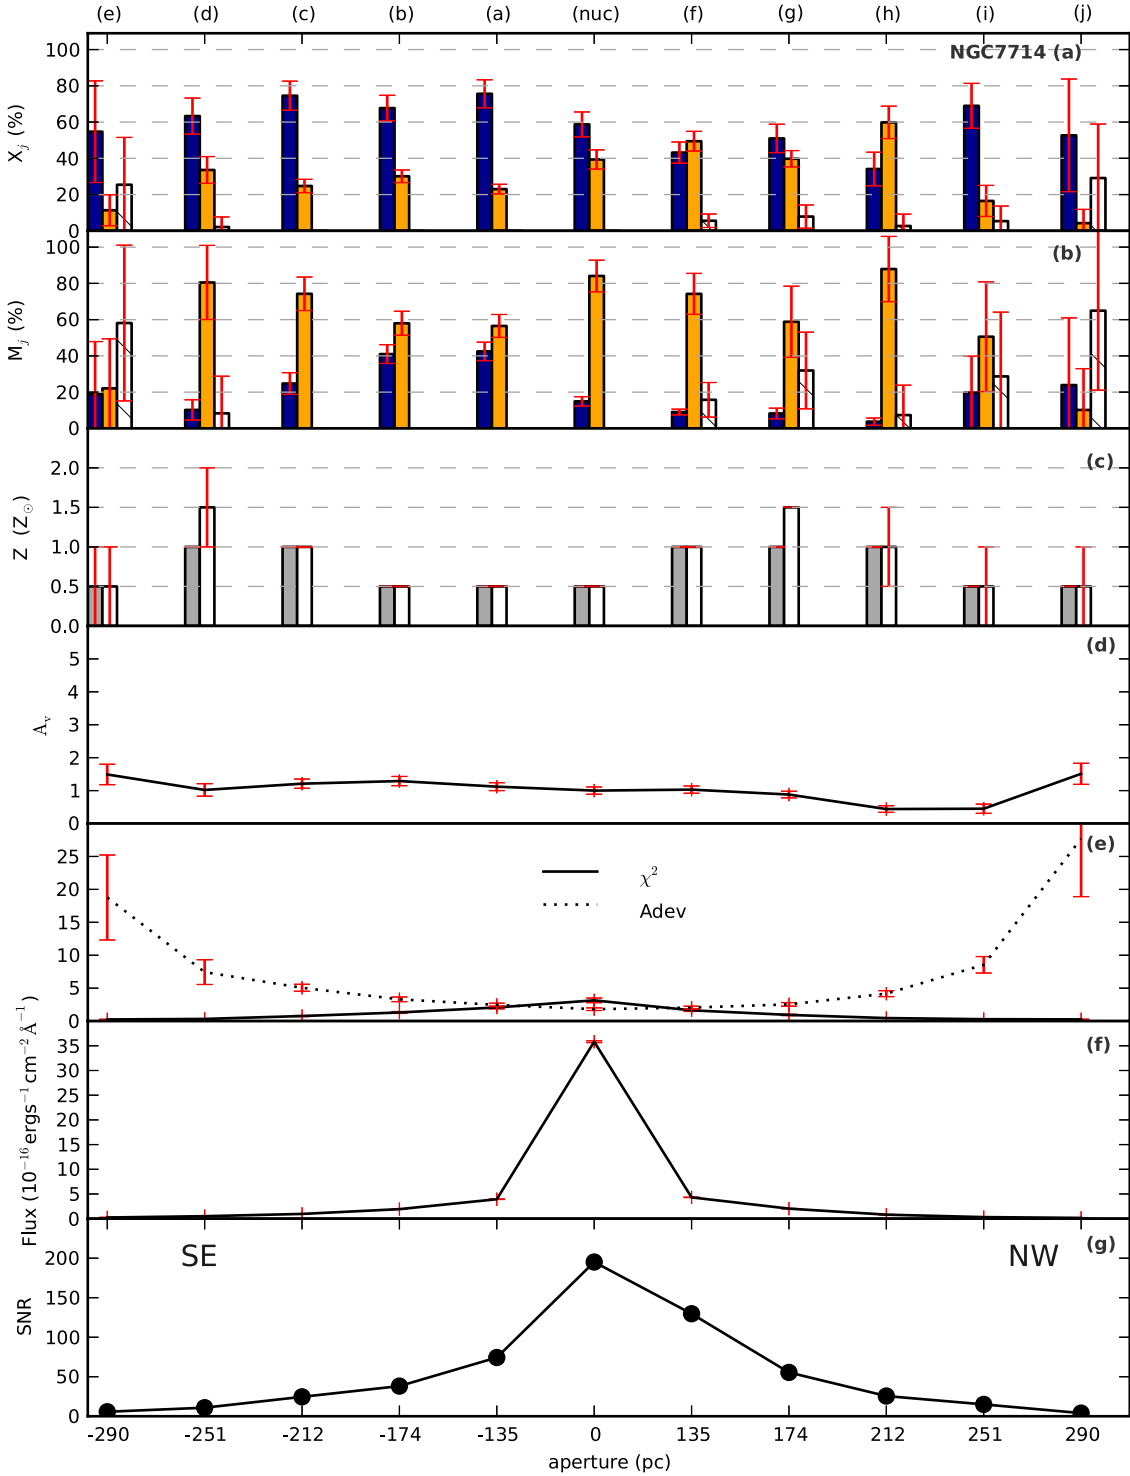 (e) (d) (c) (b) (a) (nuc) (f) (g) (h) (i) (j)
NGC7714 (a)
X_j (%)
100
80
60
40
20
0
(b)
M_j (%)
100
80
60
40
20
0
(c)
Z (Z⊙)
2.0
1.5
1.0
0.5
0.0
(d)
A_v
5
4
3
2
1
0
(e)
25
20
15
10
5
0
χ²
Adev
(f)
Flux (10⁻¹⁶ergs⁻¹cm⁻²Å⁻¹)
35
30
25
20
15
10
5
0
(g)
SE NW
SNR
200
150
100
50
0
-290 -251 -212 -174 -135 0 135 174 212 251 290
aperture (pc)